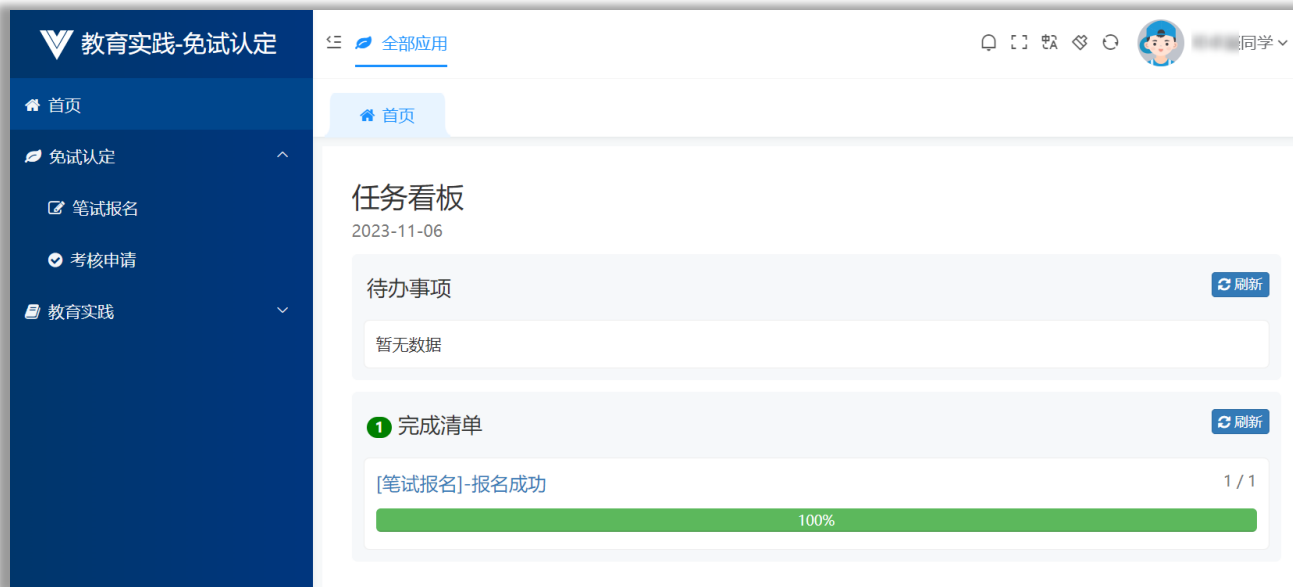 教育实践-免试认定
全部应用
同学
首页
首页
免试认定
笔试报名
考核申请
教育实践
任务看板
2023-11-06
待办事项
刷新
暂无数据
1 完成清单
刷新
[笔试报名]-报名成功
1 / 1
100%